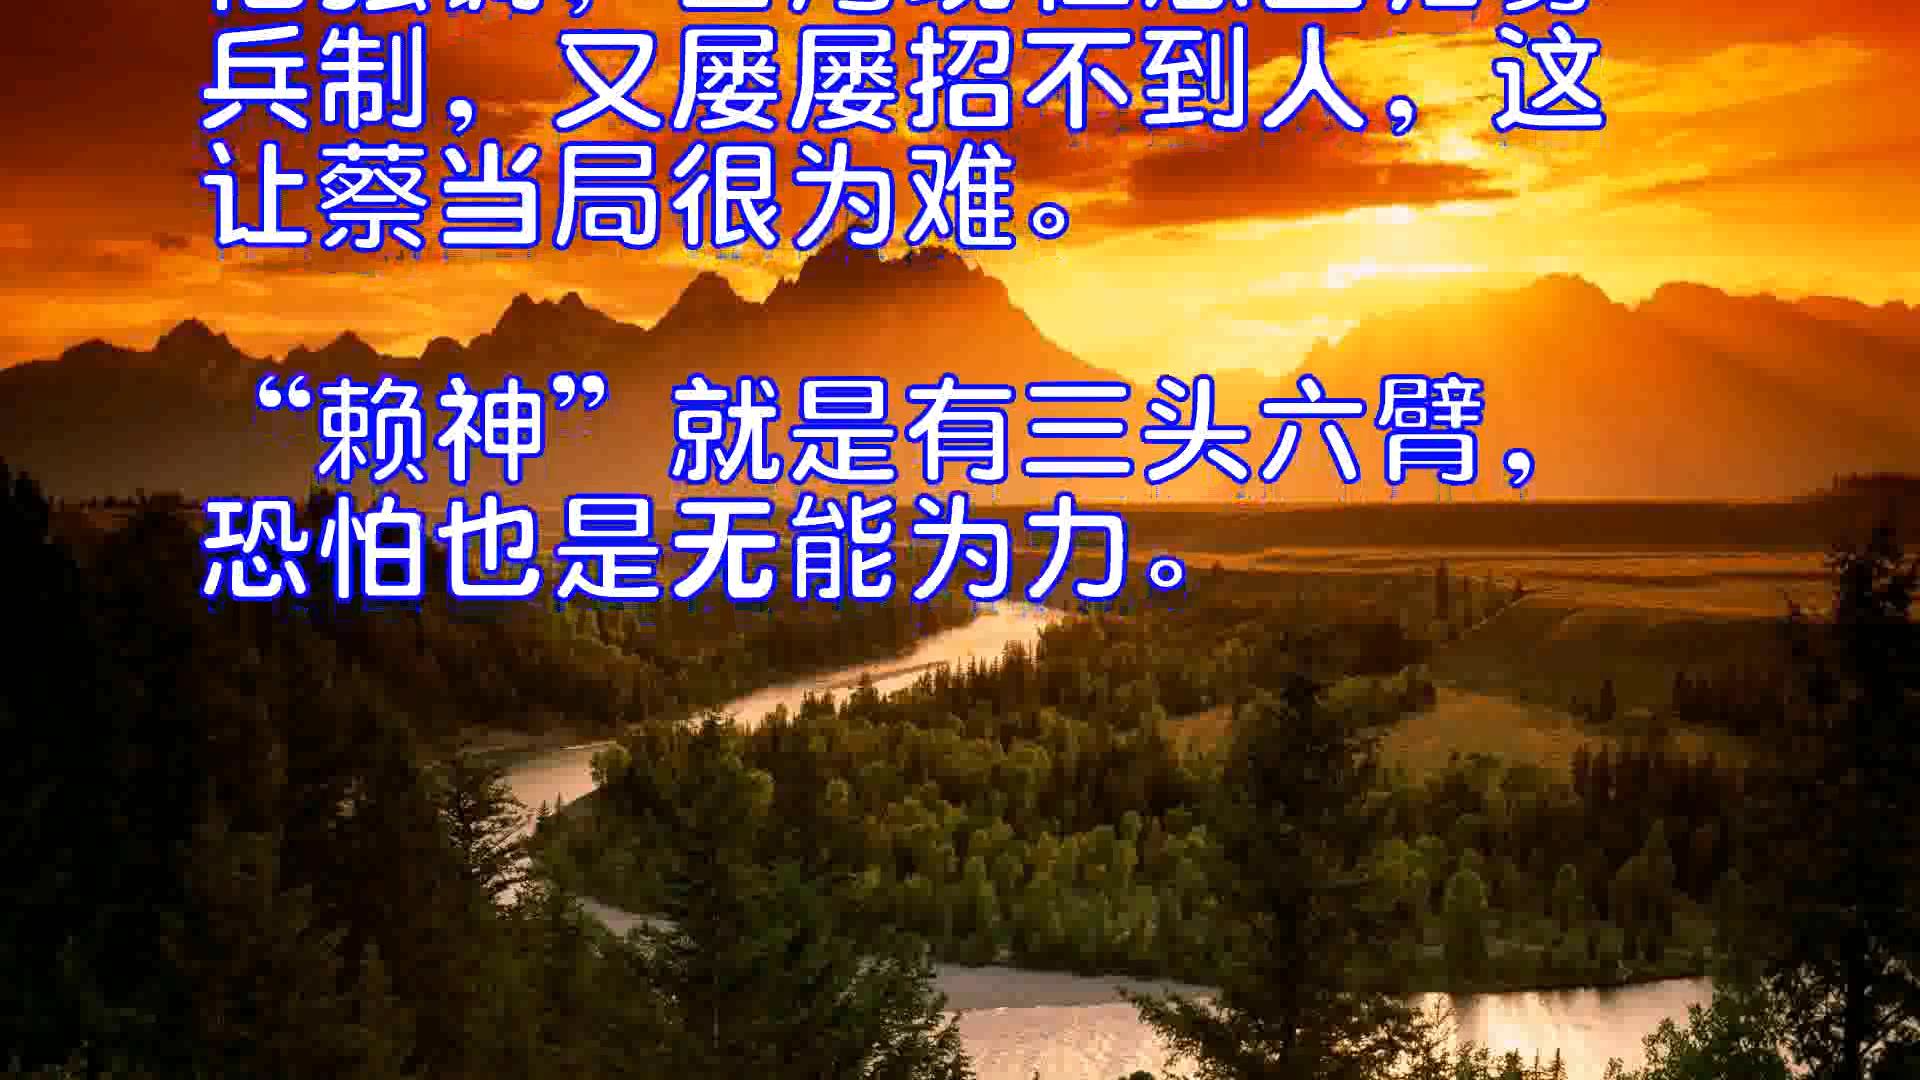 兵制，又屡屡招不到人，这
让蔡当局很为难。
“赖神”就是有三头六臂，
恐怕也是无能为力。